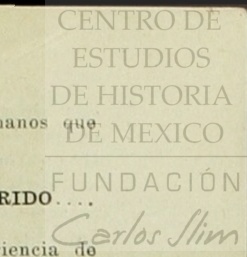 CENTRO DE
ESTUDIOS
DE HISTORIA
manos que
DE MEXICO
FUNDACIÓN
RIDO....
Carlos Slim
iencia de